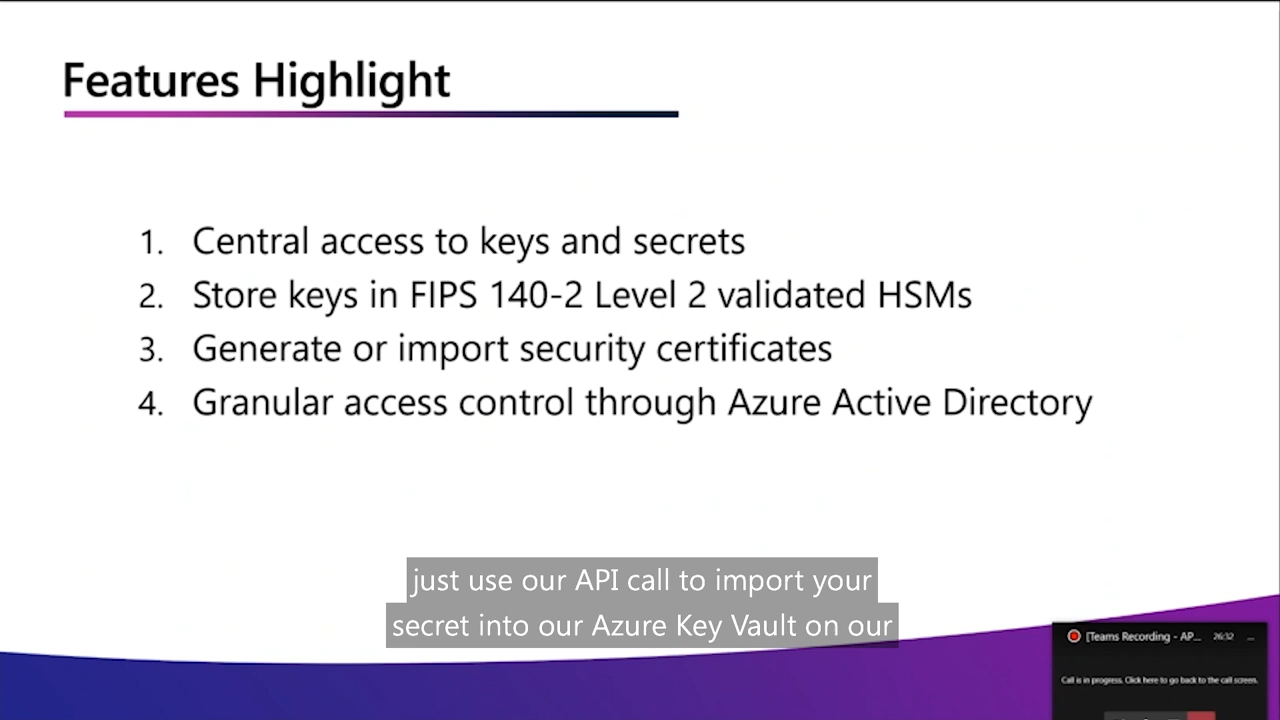 Features Highlight
1. Central access to keys and secrets
2. Store keys in FIPS 140-2 Level 2 validated HSMs
3. Generate or import security certificates
4. Granular access control through Azure Active Directory
just use our API call to import your
secret into our Azure Key Vault on our
[Teams Recording - AP... 26:32 ...
Call is in progress. Click here to go back to the call screen.